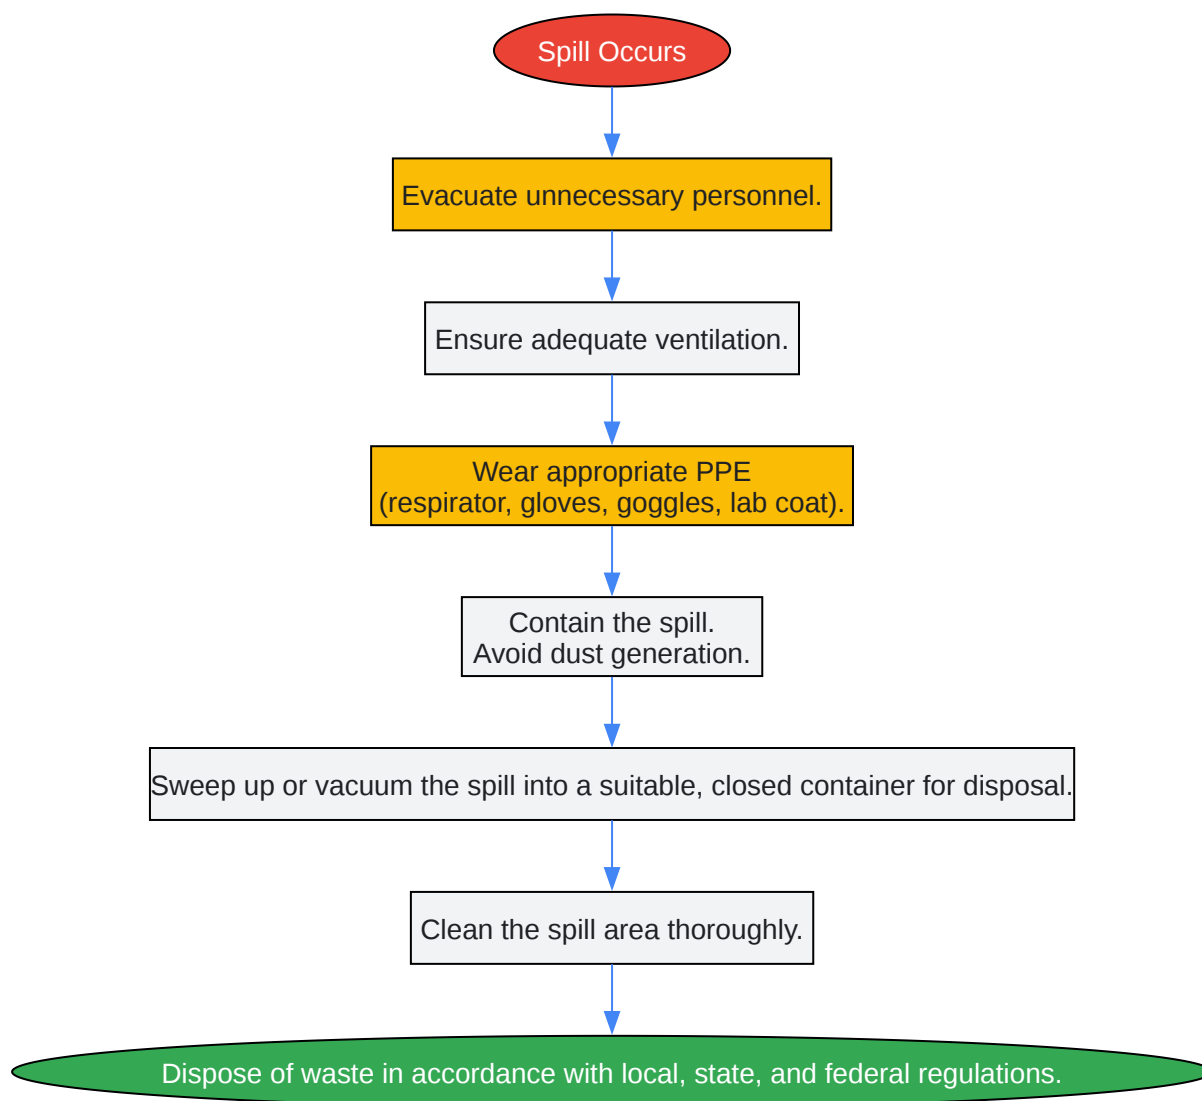 Spill Occurs
Evacuate unnecessary personnel.
Ensure adequate ventilation.
Wear appropriate PPE
(respirator, gloves, goggles, lab coat).
Contain the spill.
Avoid dust generation.
Sweep up or vacuum the spill into a suitable, closed container for disposal.
Clean the spill area thoroughly.
Dispose of waste in accordance with local, state, and federal regulations.